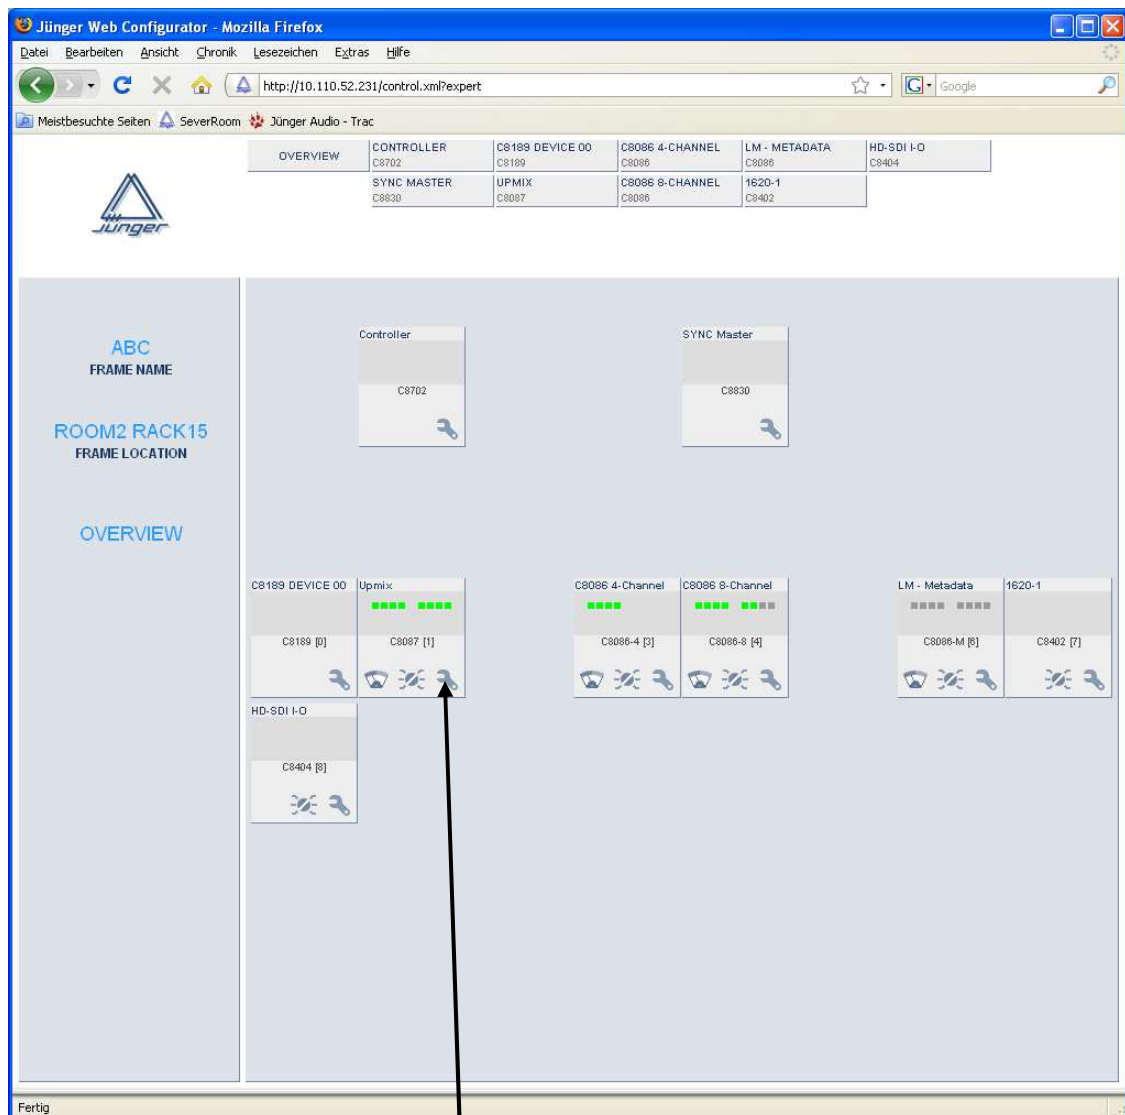 Jünger Web Configurator - Mozilla Firefox
Datei Bearbeiten Ansicht Chronik Lesezeichen Extras Hilfe
http://10.110.52.231/control.xml?expert
G Google
Meistbesuchte Seiten SeverRoom Jünger Audio - Trac
OVERVIEW
CONTROLLER
C8702
C8189 DEVICE 00
C8189
C8086 4-CHANNEL
C8086
LM - METADATA
C8086
HD-SDI I-O
C8404
SYNC MASTER
C8830
UPMIX
C8087
C8086 8-CHANNEL
C8086
1620-1
C8402
Jünger
ABC
FRAME NAME
ROOM2 RACK15
FRAME LOCATION
OVERVIEW
Controller
C8702
SYNC Master
C8830
C8189 DEVICE 00
C8189 [0]
Upmix
C8087 [1]
C8086 4-Channel
C8086-4 [3]
C8086 8-Channel
C8086-8 [4]
LM - Metadata
C8086-M [6]
1620-1
C8402 [7]
HD-SDI I-O
C8404 [8]
Fertig